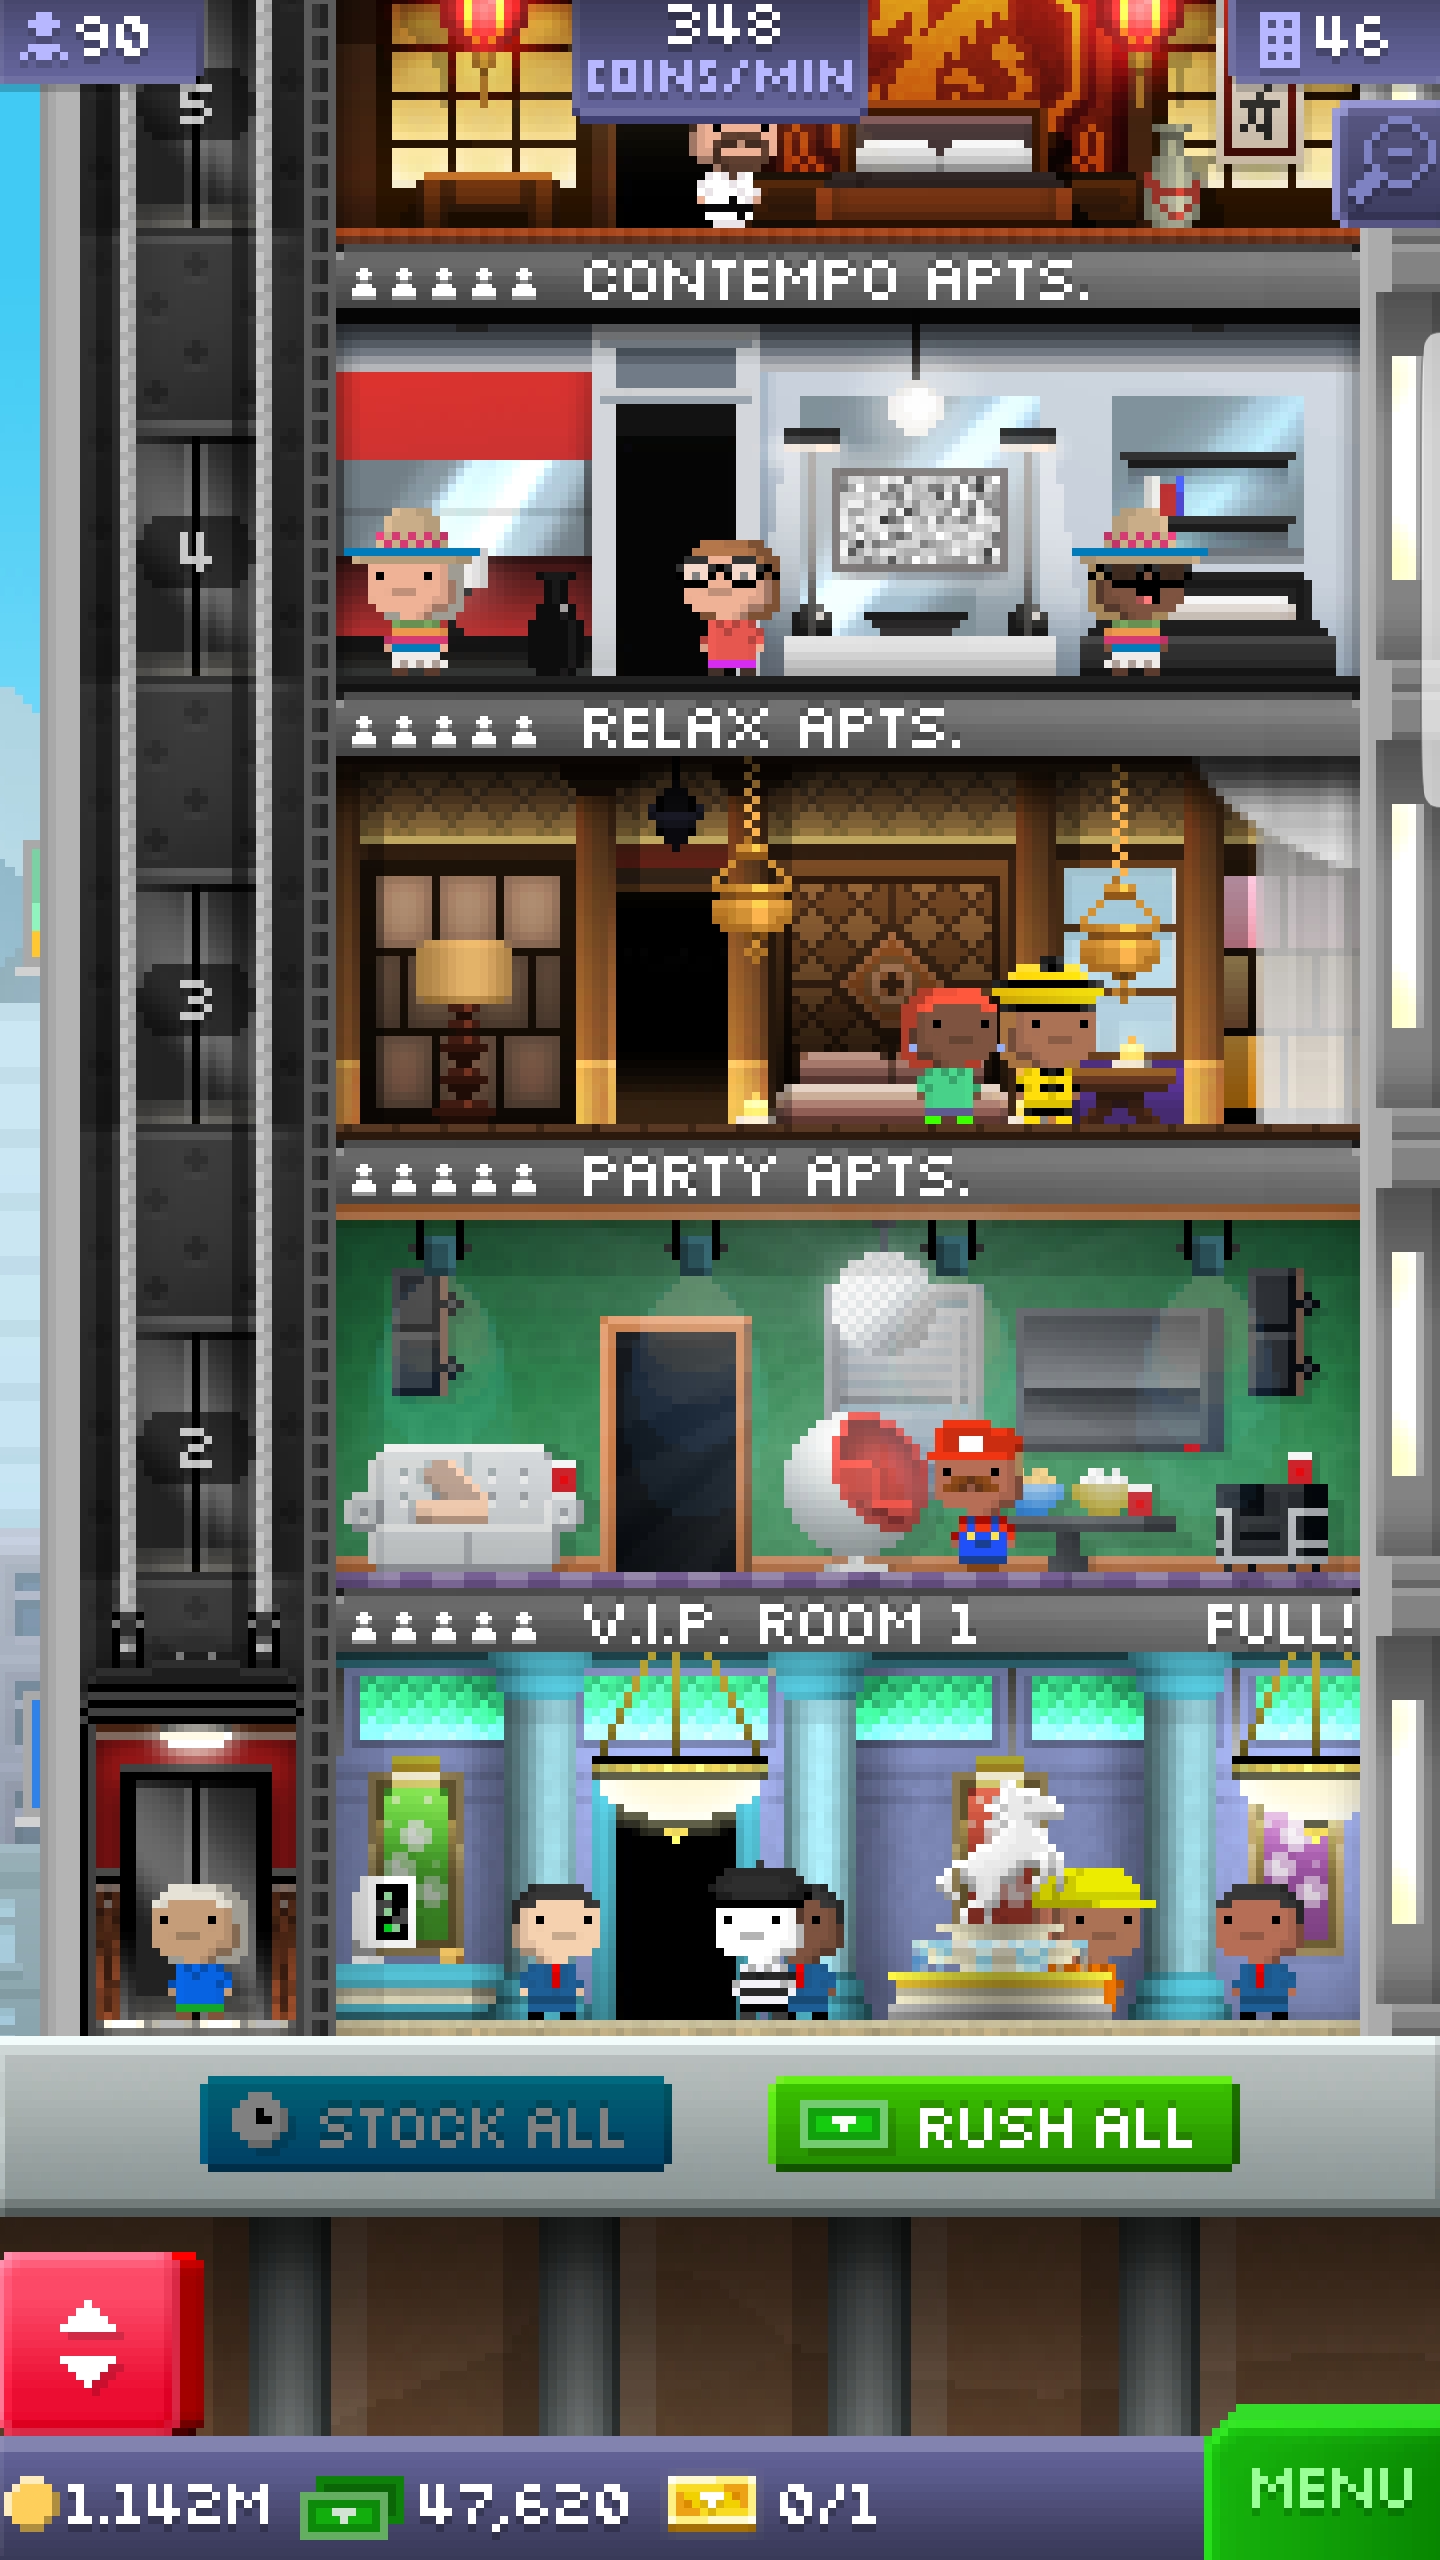 90
348
COINS/MIN
46
5
CONTEMPO APTS.
4
RELAX APTS.
3
PARTY APTS.
2
V.I.P. ROOM 1 FULL!
STOCK ALL
RUSH ALL
1.142M
47,620
0/1
MENU